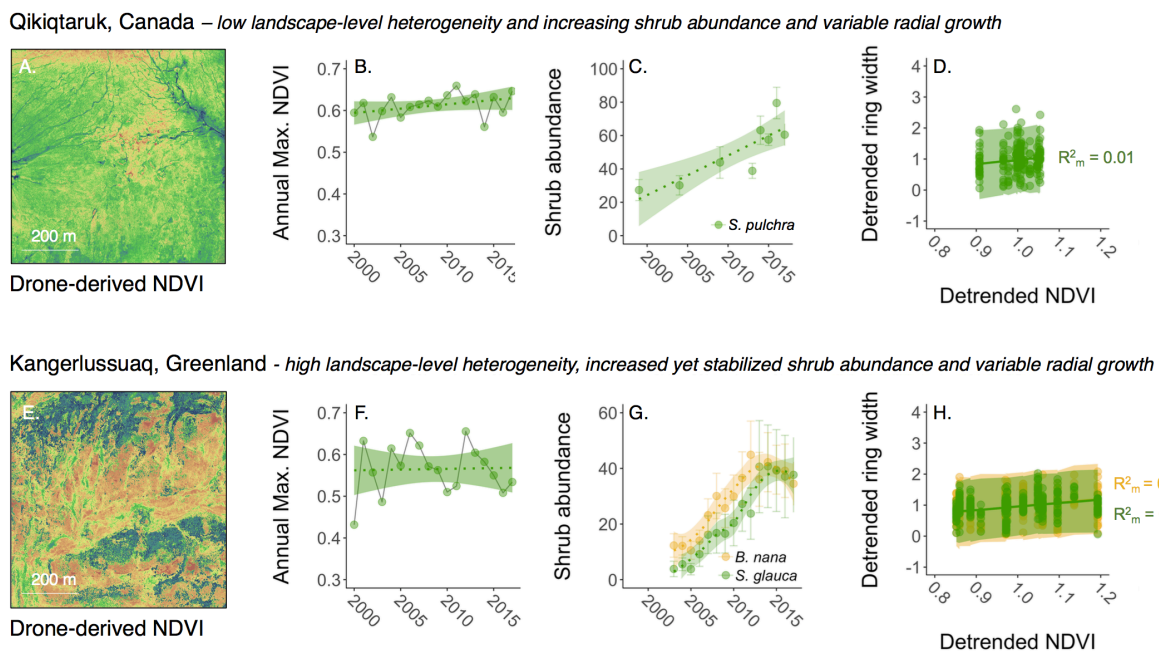 Qikiqtaruk, Canada – low landscape-level heterogeneity and increasing shrub abundance and variable radial growth
A.
200 m
Drone-derived NDVI
B.
Annual Max. NDVI
0.7
0.6
0.5
0.4
0.3
2000
2005
2010
2015
C.
Shrub abundance
100
80
60
40
20
0
S. pulchra
2000
2005
2010
2015
D.
Detrended ring width
4
3
2
1
0
-1
R²m = 0.01
0.8
0.9
1.0
1.1
1.2
Detrended NDVI
Kangerlussuaq, Greenland - high landscape-level heterogeneity, increased yet stabilized shrub abundance and variable radial growth
E.
200 m
Drone-derived NDVI
F.
Annual Max. NDVI
0.7
0.6
0.5
0.4
0.3
2000
2005
2010
2015
G.
Shrub abundance
60
40
20
0
B. nana
S. glauca
2000
2005
2010
2015
H.
Detrended ring width
4
3
2
1
0
-1
R²m =
R²m =
0.8
0.9
1.0
1.1
1.2
Detrended NDVI